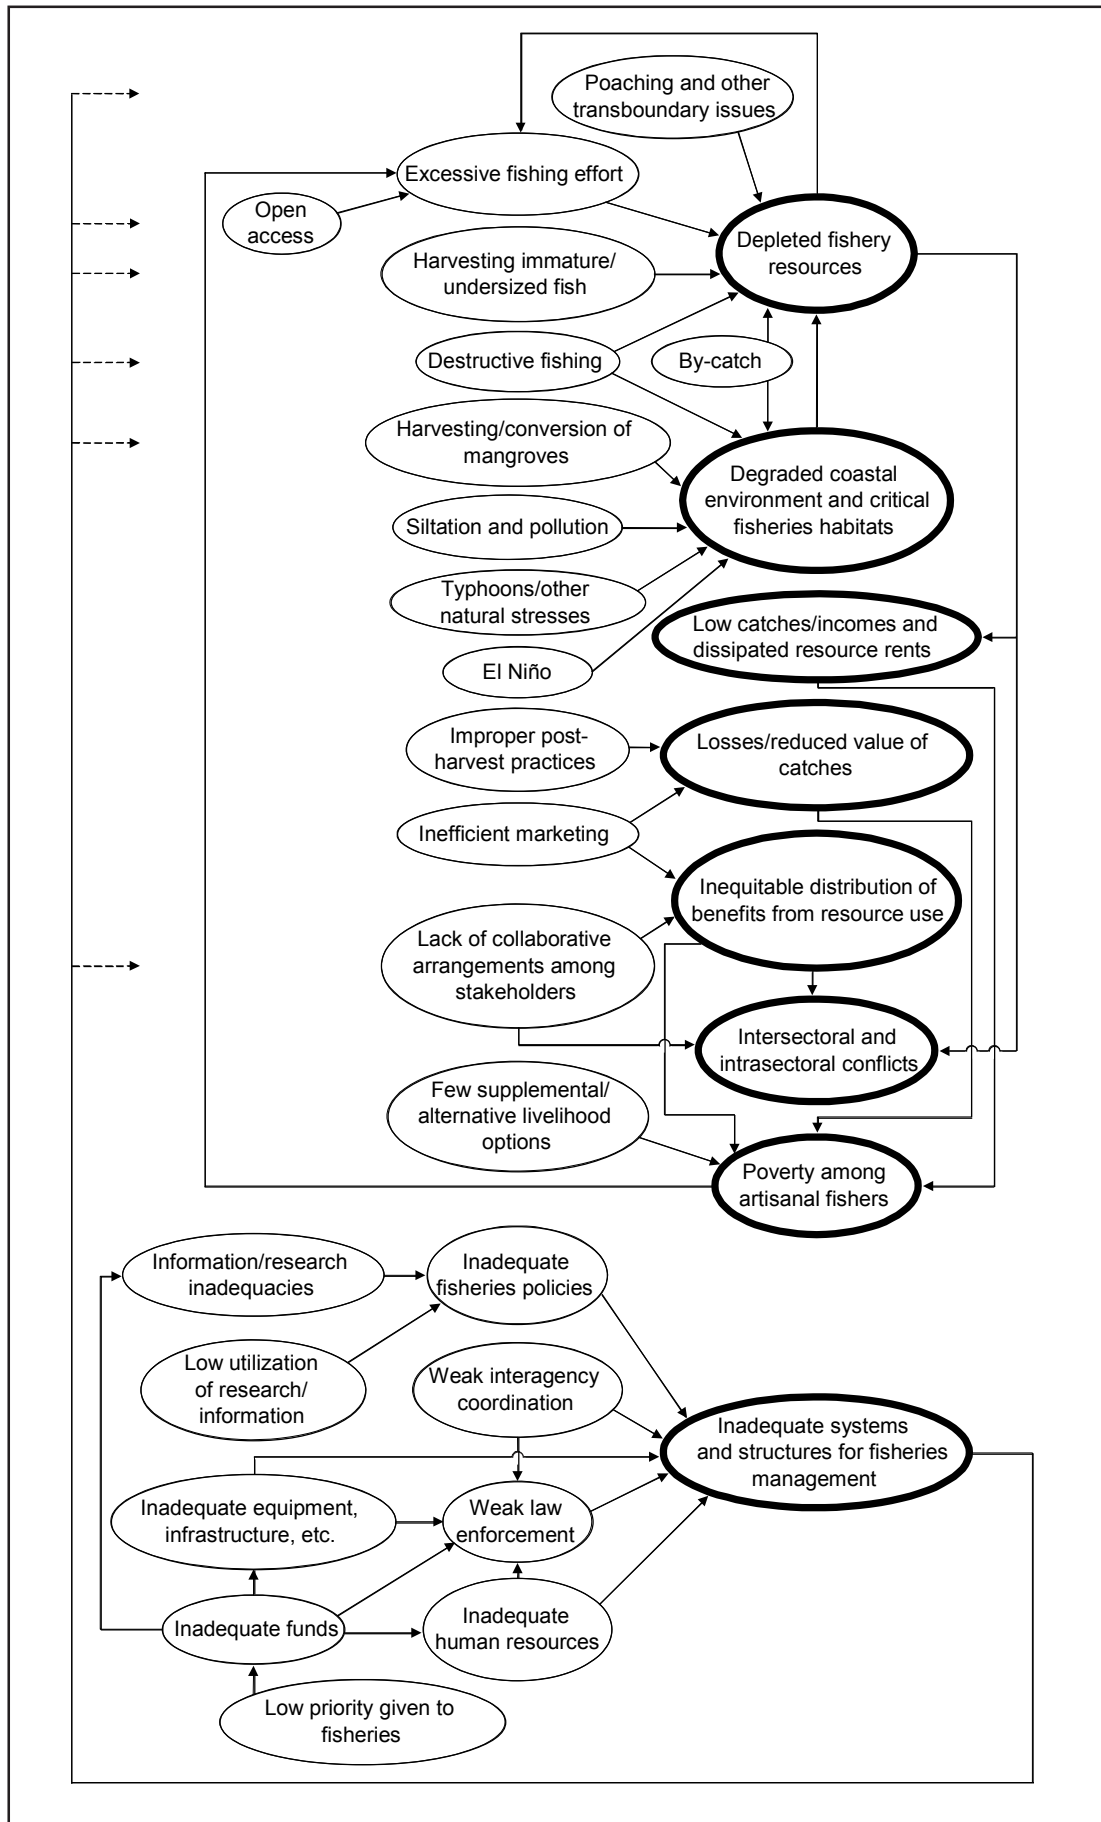 Poaching and other
transboundary issues
Excessive fishing effort
Open
access
Depleted fishery
resources
Harvesting immature/
undersized fish
Destructive fishing
By-catch
Harvesting/conversion of
mangroves
Degraded coastal
environment and critical
fisheries habitats
Siltation and pollution
Typhoons/other
natural stresses
Low catches/incomes and
dissipated resource rents
El Niño
Improper post-
harvest practices
Losses/reduced value of
catches
Inefficient marketing
Inequitable distribution of
benefits from resource use
Lack of collaborative
arrangements among
stakeholders
Intersectoral and
intrasectoral conflicts
Few supplemental/
alternative livelihood
options
Poverty among
artisanal fishers
Information/research
inadequacies
Inadequate
fisheries policies
Low utilization
of research/
information
Weak interagency
coordination
Inadequate systems
and structures for fisheries
management
Inadequate equipment,
infrastructure, etc.
Weak law
enforcement
Inadequate funds
Inadequate
human resources
Low priority given to
fisheries